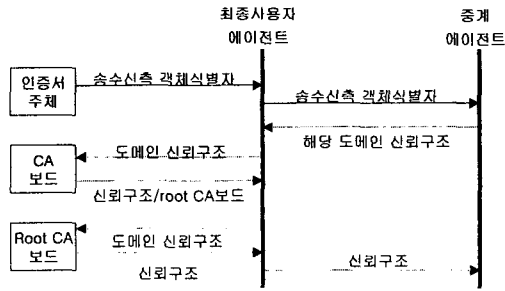 최종사용자
에이전트
중계
에이전트
인증서
주체
송수신측 객체식별자
송수신측 객체식별자
해당 도메인 신뢰구조
CA
보드
도메인 신뢰구조
신뢰구조/root CA보드
Root CA
보드
도메인 신뢰구조
신뢰구조
신뢰구조